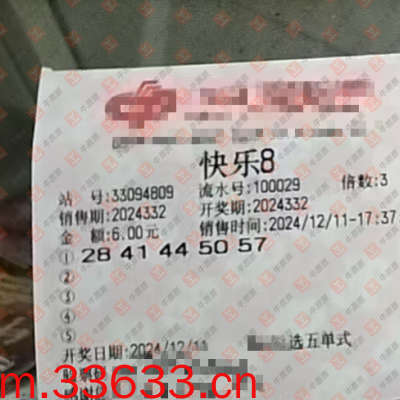 快乐8
站 号:33094809 流水号:100029 倍数:3
销售期:2024332 开奖期:2024332
金 额:6.00元 销售时间:2024/12/11-17:37
① 28 41 44 50 57
②
③
④
⑤
开奖日期:2024/12/11 选五单式
m.33633.cn